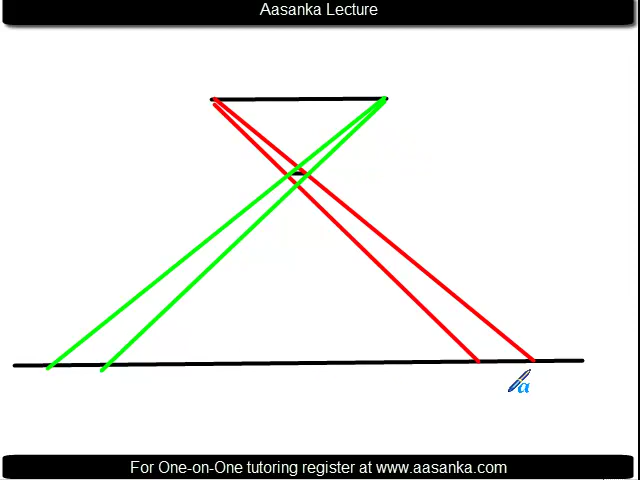 Aasanka Lecture
a
For One-on-One tutoring register at www.aasanka.com